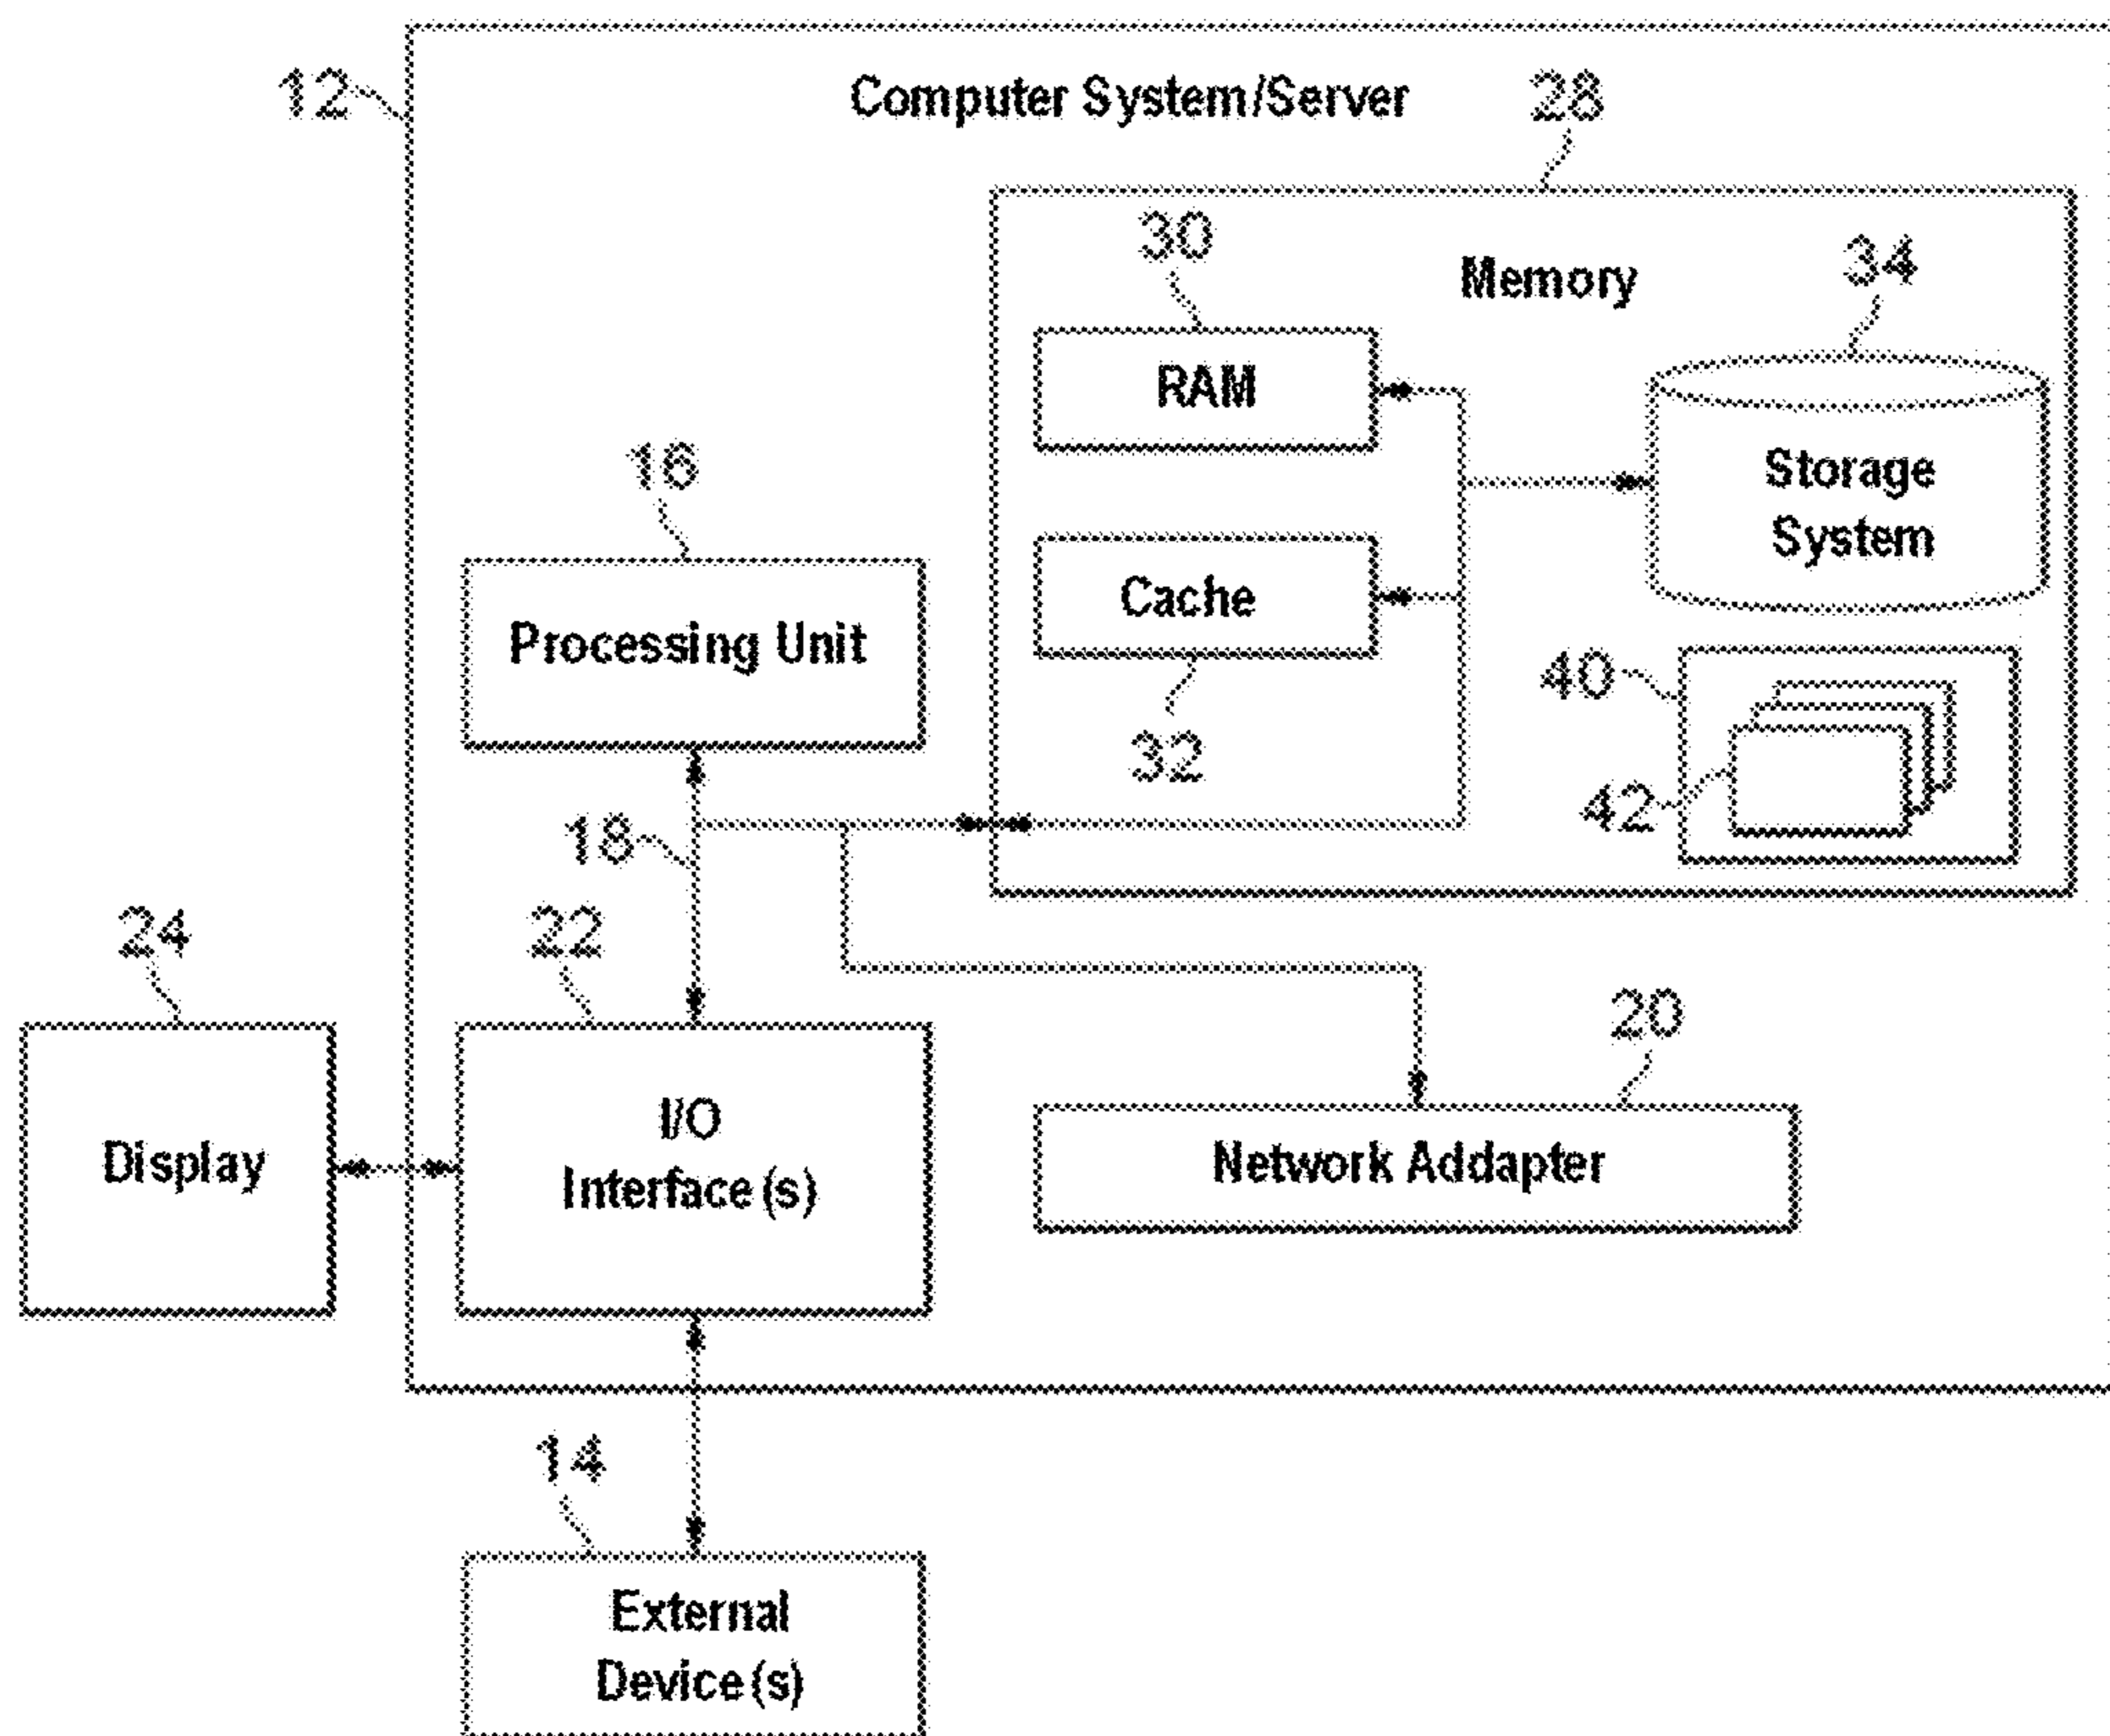 12
Computer System/Server
28
30
Memory
34
RAM
16
Storage
System
Cache
Processing Unit
40
32
42
18
24
22
20
I/O
Interface(s)
Display
Network Addapter
14
External
Device(s)